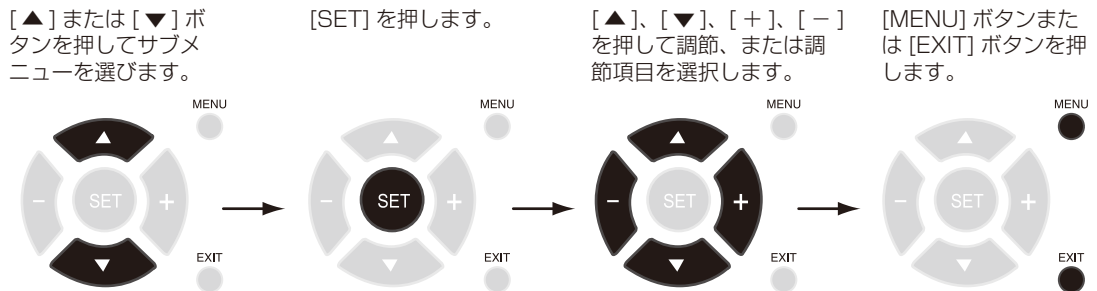 [ ▲ ] または [ ▼ ] ボ
タンを押してサブメ
ニューを選びます。
[SET] を押します。
[ ▲ ]、[ ▼ ]、[ + ]、[ − ]
を押して調節、または調
節項目を選択します。
[MENU] ボタンまた
は [EXIT] ボタンを押
します。
MENU
− SET +
EXIT
MENU
− SET +
EXIT
MENU
− SET +
EXIT
MENU
− SET +
EXIT